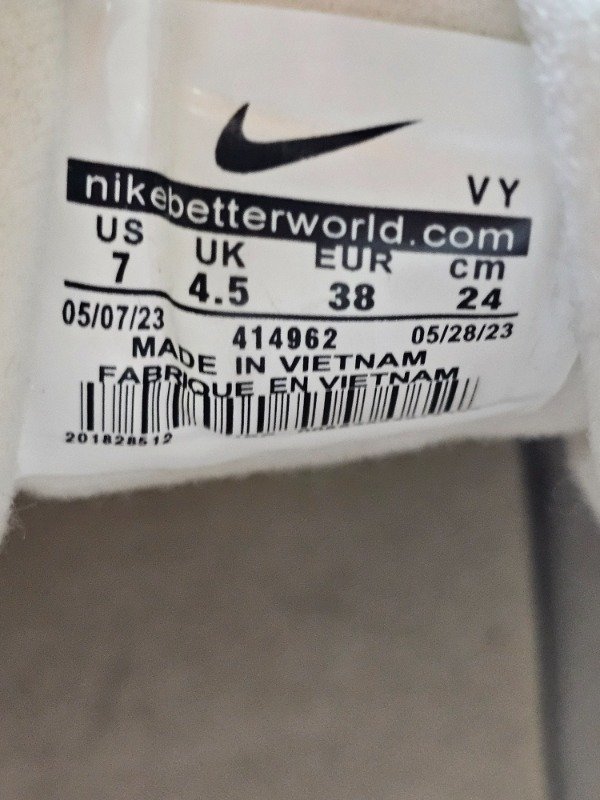 VY
nikebetterworld.com
US UK EUR cm
7 4.5 38 24
05/07/23 414962 05/28/23
MADE IN VIETNAM
FABRIQUE EN VIETNAM